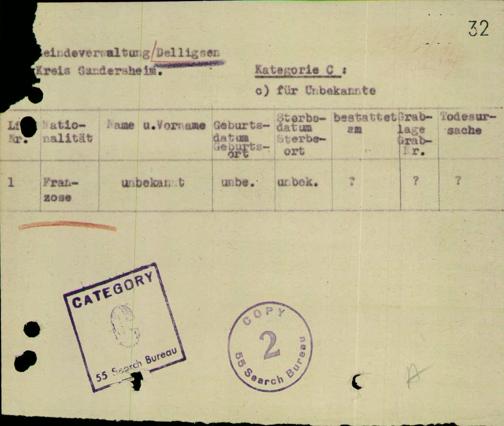 32
eindeverwaltung/Delligsen
Kreis Gandersheim.
Kategorie C :
c) für Unbekannte
Lf Natio- Name u.Vorname Geburts- Sterbe- bestattet Grab- Todesur-
Nr. nalität datum datum am lage sache
Geburts- Sterbe- Grab-
ort ort Nr.
1 Fran- unbekannt unbe. unbek. ? ? ?
zose
CATEGORY
C
55 Search Bureau
COPY
2
55 Search Bureau
A